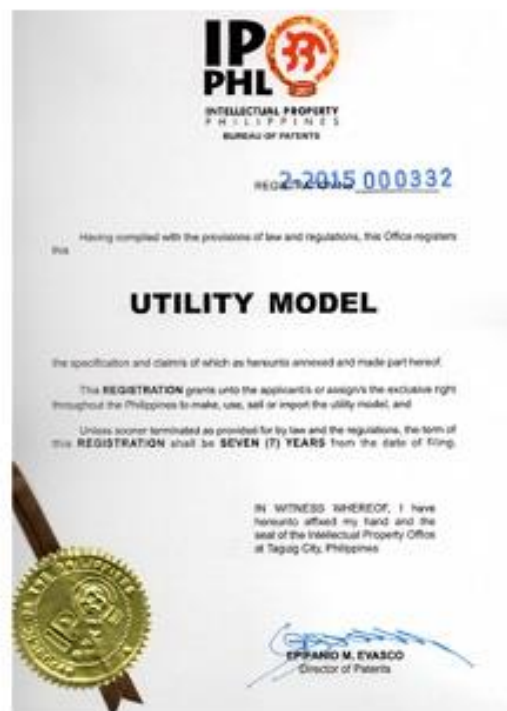 IP
PHL
INTELLECTUAL PROPERTY
PHILIPPINES
BUREAU OF PATENTS
2-2015 000332
Having complied with the provisions of law and regulations, this Office registers
this
UTILITY MODEL
the specification and claims of which as hereunto annexed and made part hereof.
This REGISTRATION grants unto the applicant/s or assign/s the exclusive right
throughout the Philippines to make, use, sell or import the utility model, and
Unless sooner terminated as provided for by law and the regulations, the term of
this REGISTRATION shall be SEVEN (7) YEARS from the date of filing.
IN WITNESS WHEREOF, I have
hereunto affixed my hand and the
seal of the Intellectual Property Office
at Taguig City, Philippines
EPIFANIO M. EVASCO
Director of Patents